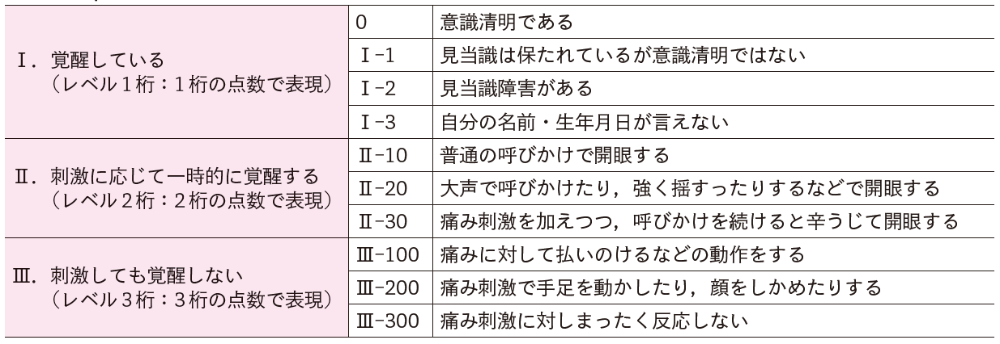 Ⅰ．覚醒している
（レベル１桁：１桁の点数で表現）
0 意識清明である
Ⅰ-1 見当識は保たれているが意識清明ではない
Ⅰ-2 見当識障害がある
Ⅰ-3 自分の名前・生年月日が言えない
Ⅱ．刺激に応じて一時的に覚醒する
（レベル２桁：２桁の点数で表現）
Ⅱ-10 普通の呼びかけで開眼する
Ⅱ-20 大声で呼びかけたり，強く揺すったりするなどで開眼する
Ⅱ-30 痛み刺激を加えつつ，呼びかけを続けると辛うじて開眼する
Ⅲ．刺激しても覚醒しない
（レベル３桁：３桁の点数で表現）
Ⅲ-100 痛みに対して払いのけるなどの動作をする
Ⅲ-200 痛み刺激で手足を動かしたり，顔をしかめたりする
Ⅲ-300 痛み刺激に対しまったく反応しない